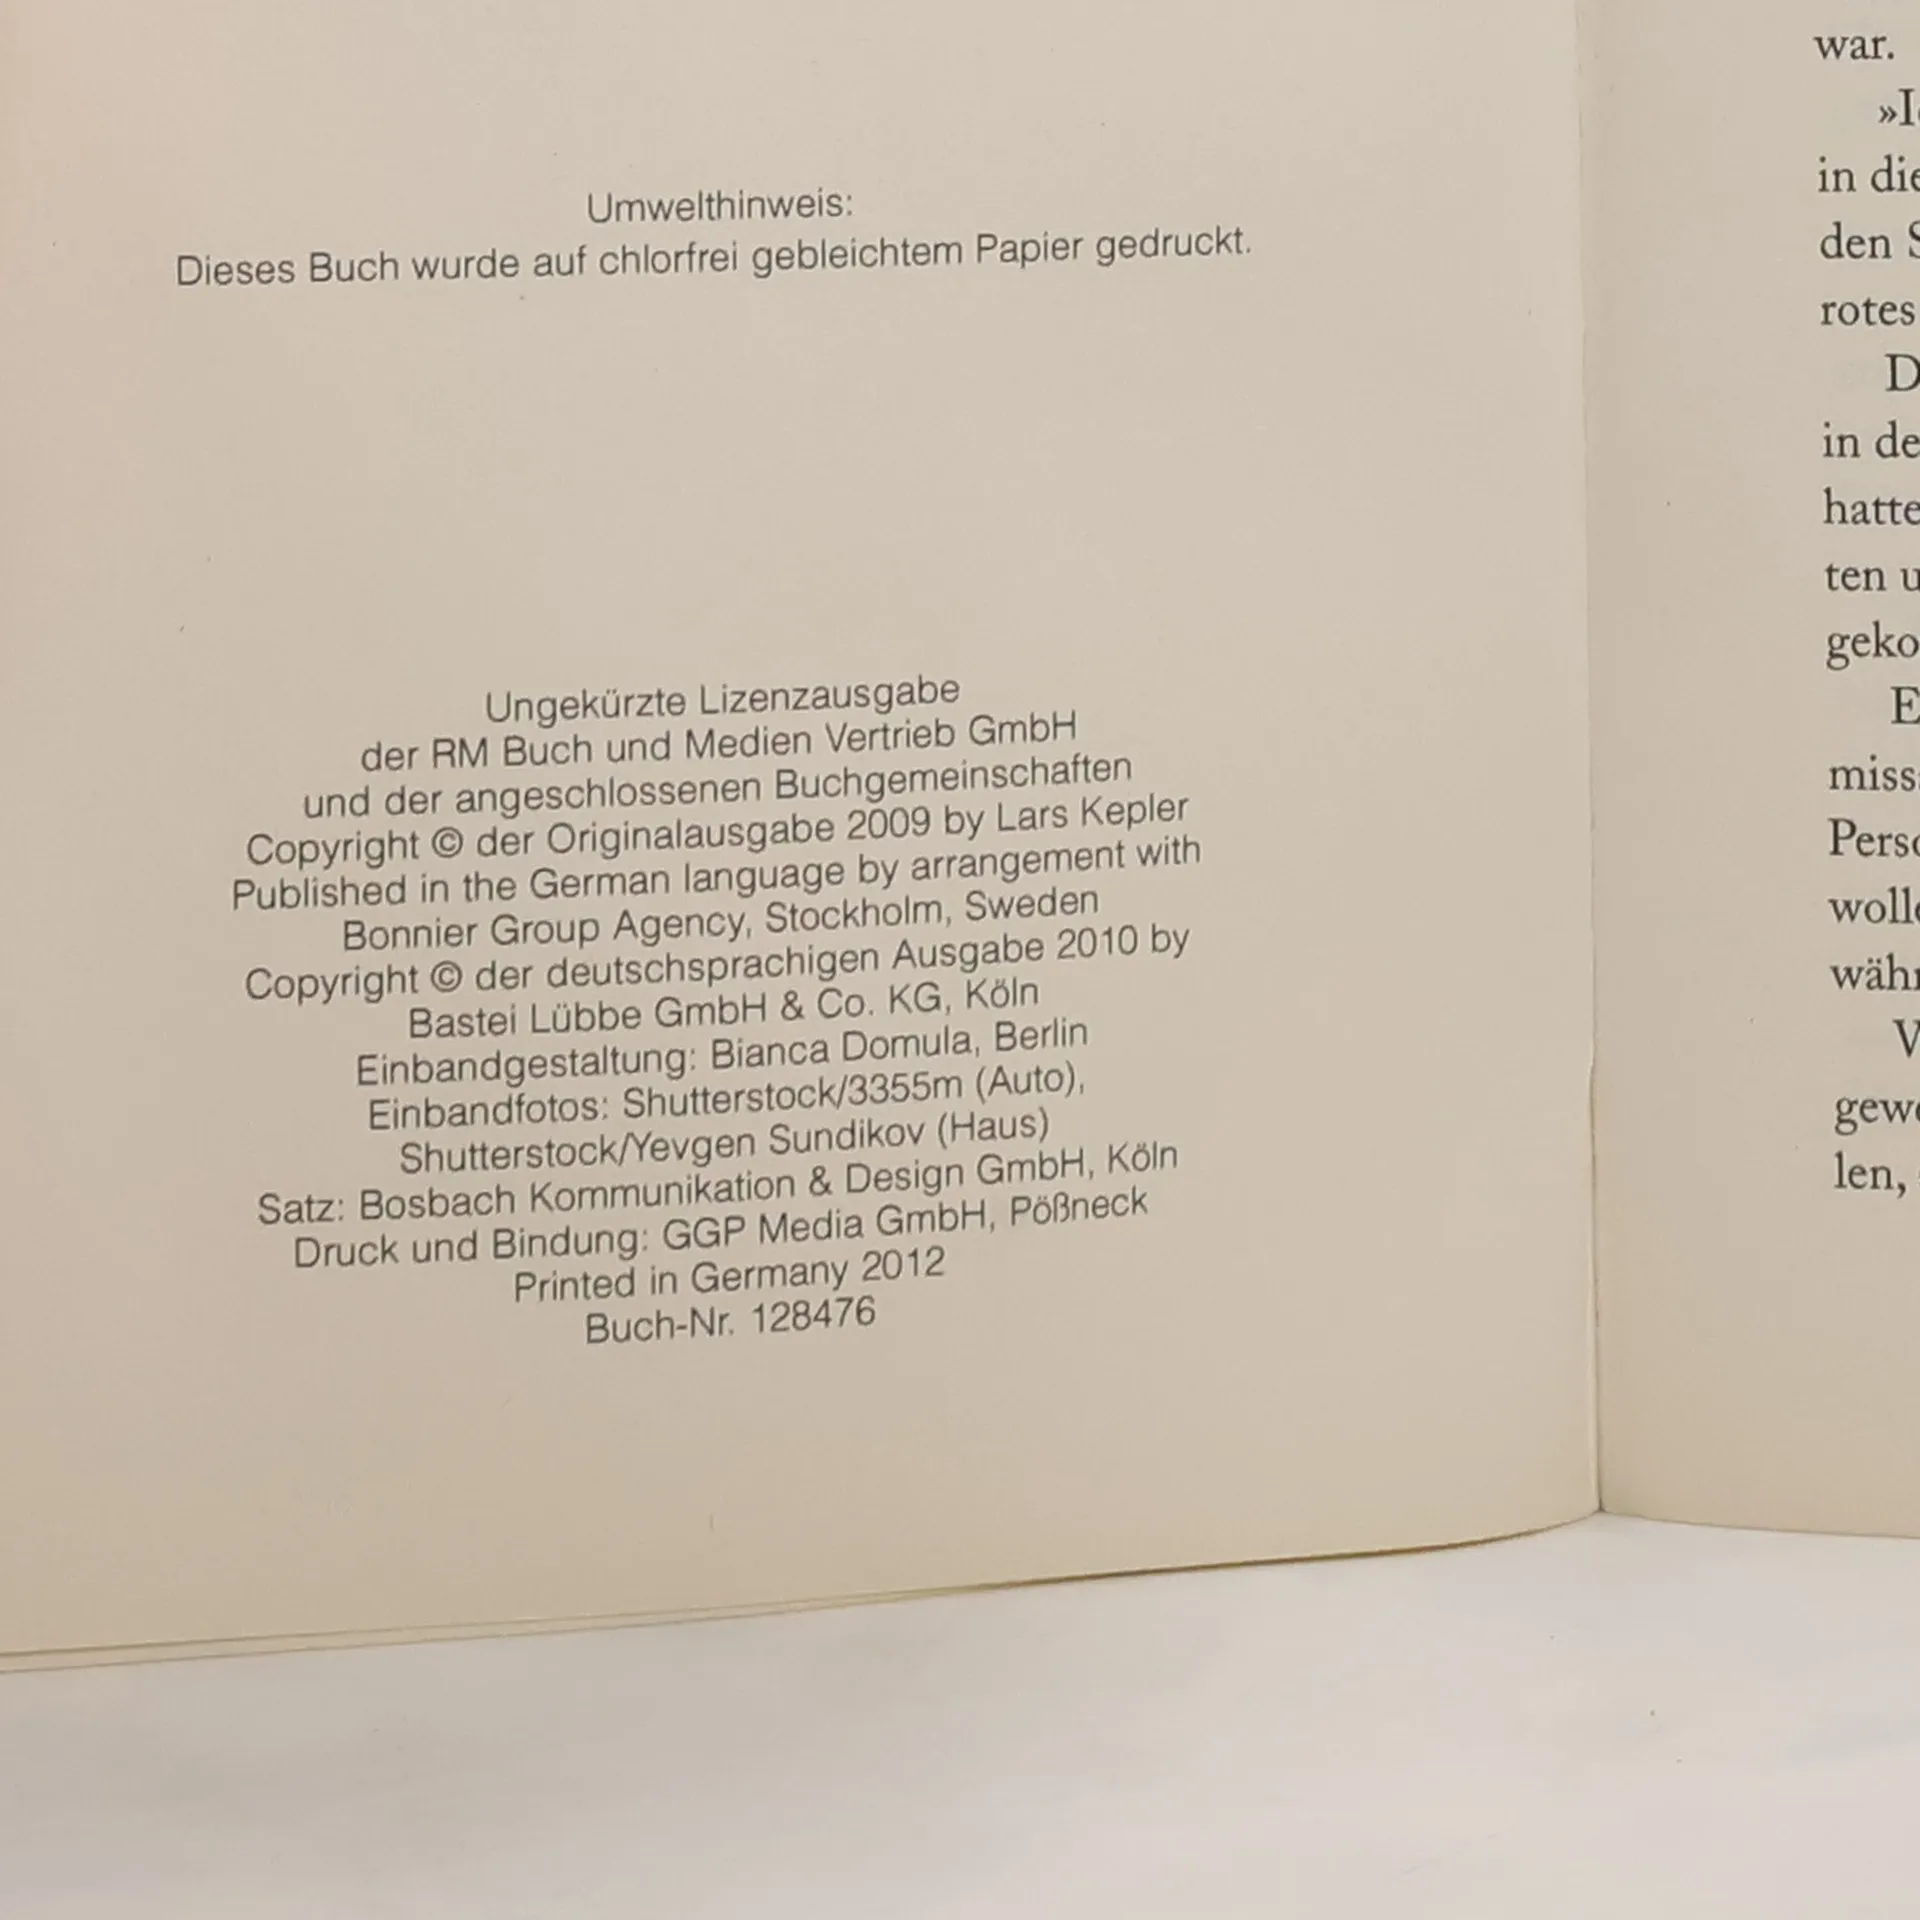 Umwelthinweis:
Dieses Buch wurde auf chlorfrei gebleichtem Papier gedruckt.
Ungekürzte Lizenzausgabe
der RM Buch und Medien Vertrieb GmbH
und der angeschlossenen Buchgemeinschaften
Copyright © der Originalausgabe 2009 by Lars Kepler
Published in the German language by arrangement with
Bonnier Group Agency, Stockholm, Sweden
Copyright © der deutschsprachigen Ausgabe 2010 by
Bastei Lübbe GmbH & Co. KG, Köln
Einbandgestaltung: Bianca Domula, Berlin
Einbandfotos: Shutterstock/3355m (Auto),
Shutterstock/Yevgen Sundikov (Haus)
Satz: Bosbach Kommunikation & Design GmbH, Köln
Druck und Bindung: GGP Media GmbH, Pößneck
Printed in Germany 2012
Buch-Nr. 128476
war.
in
den
rotes
in
hatte
ten
len,